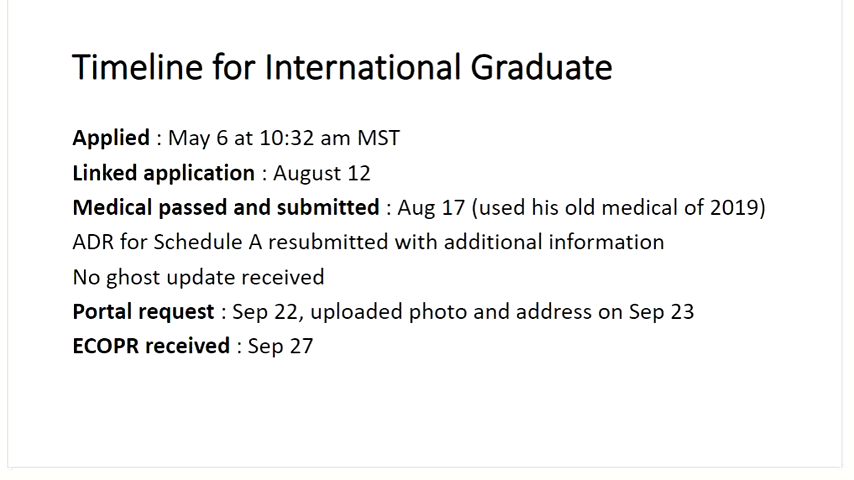 Timeline for International Graduate
Applied : May 6 at 10:32 am MST
Linked application : August 12
Medical passed and submitted : Aug 17 (used his old medical of 2019)
ADR for Schedule A resubmitted with additional information
No ghost update received
Portal request : Sep 22, uploaded photo and address on Sep 23
ECOPR received : Sep 27